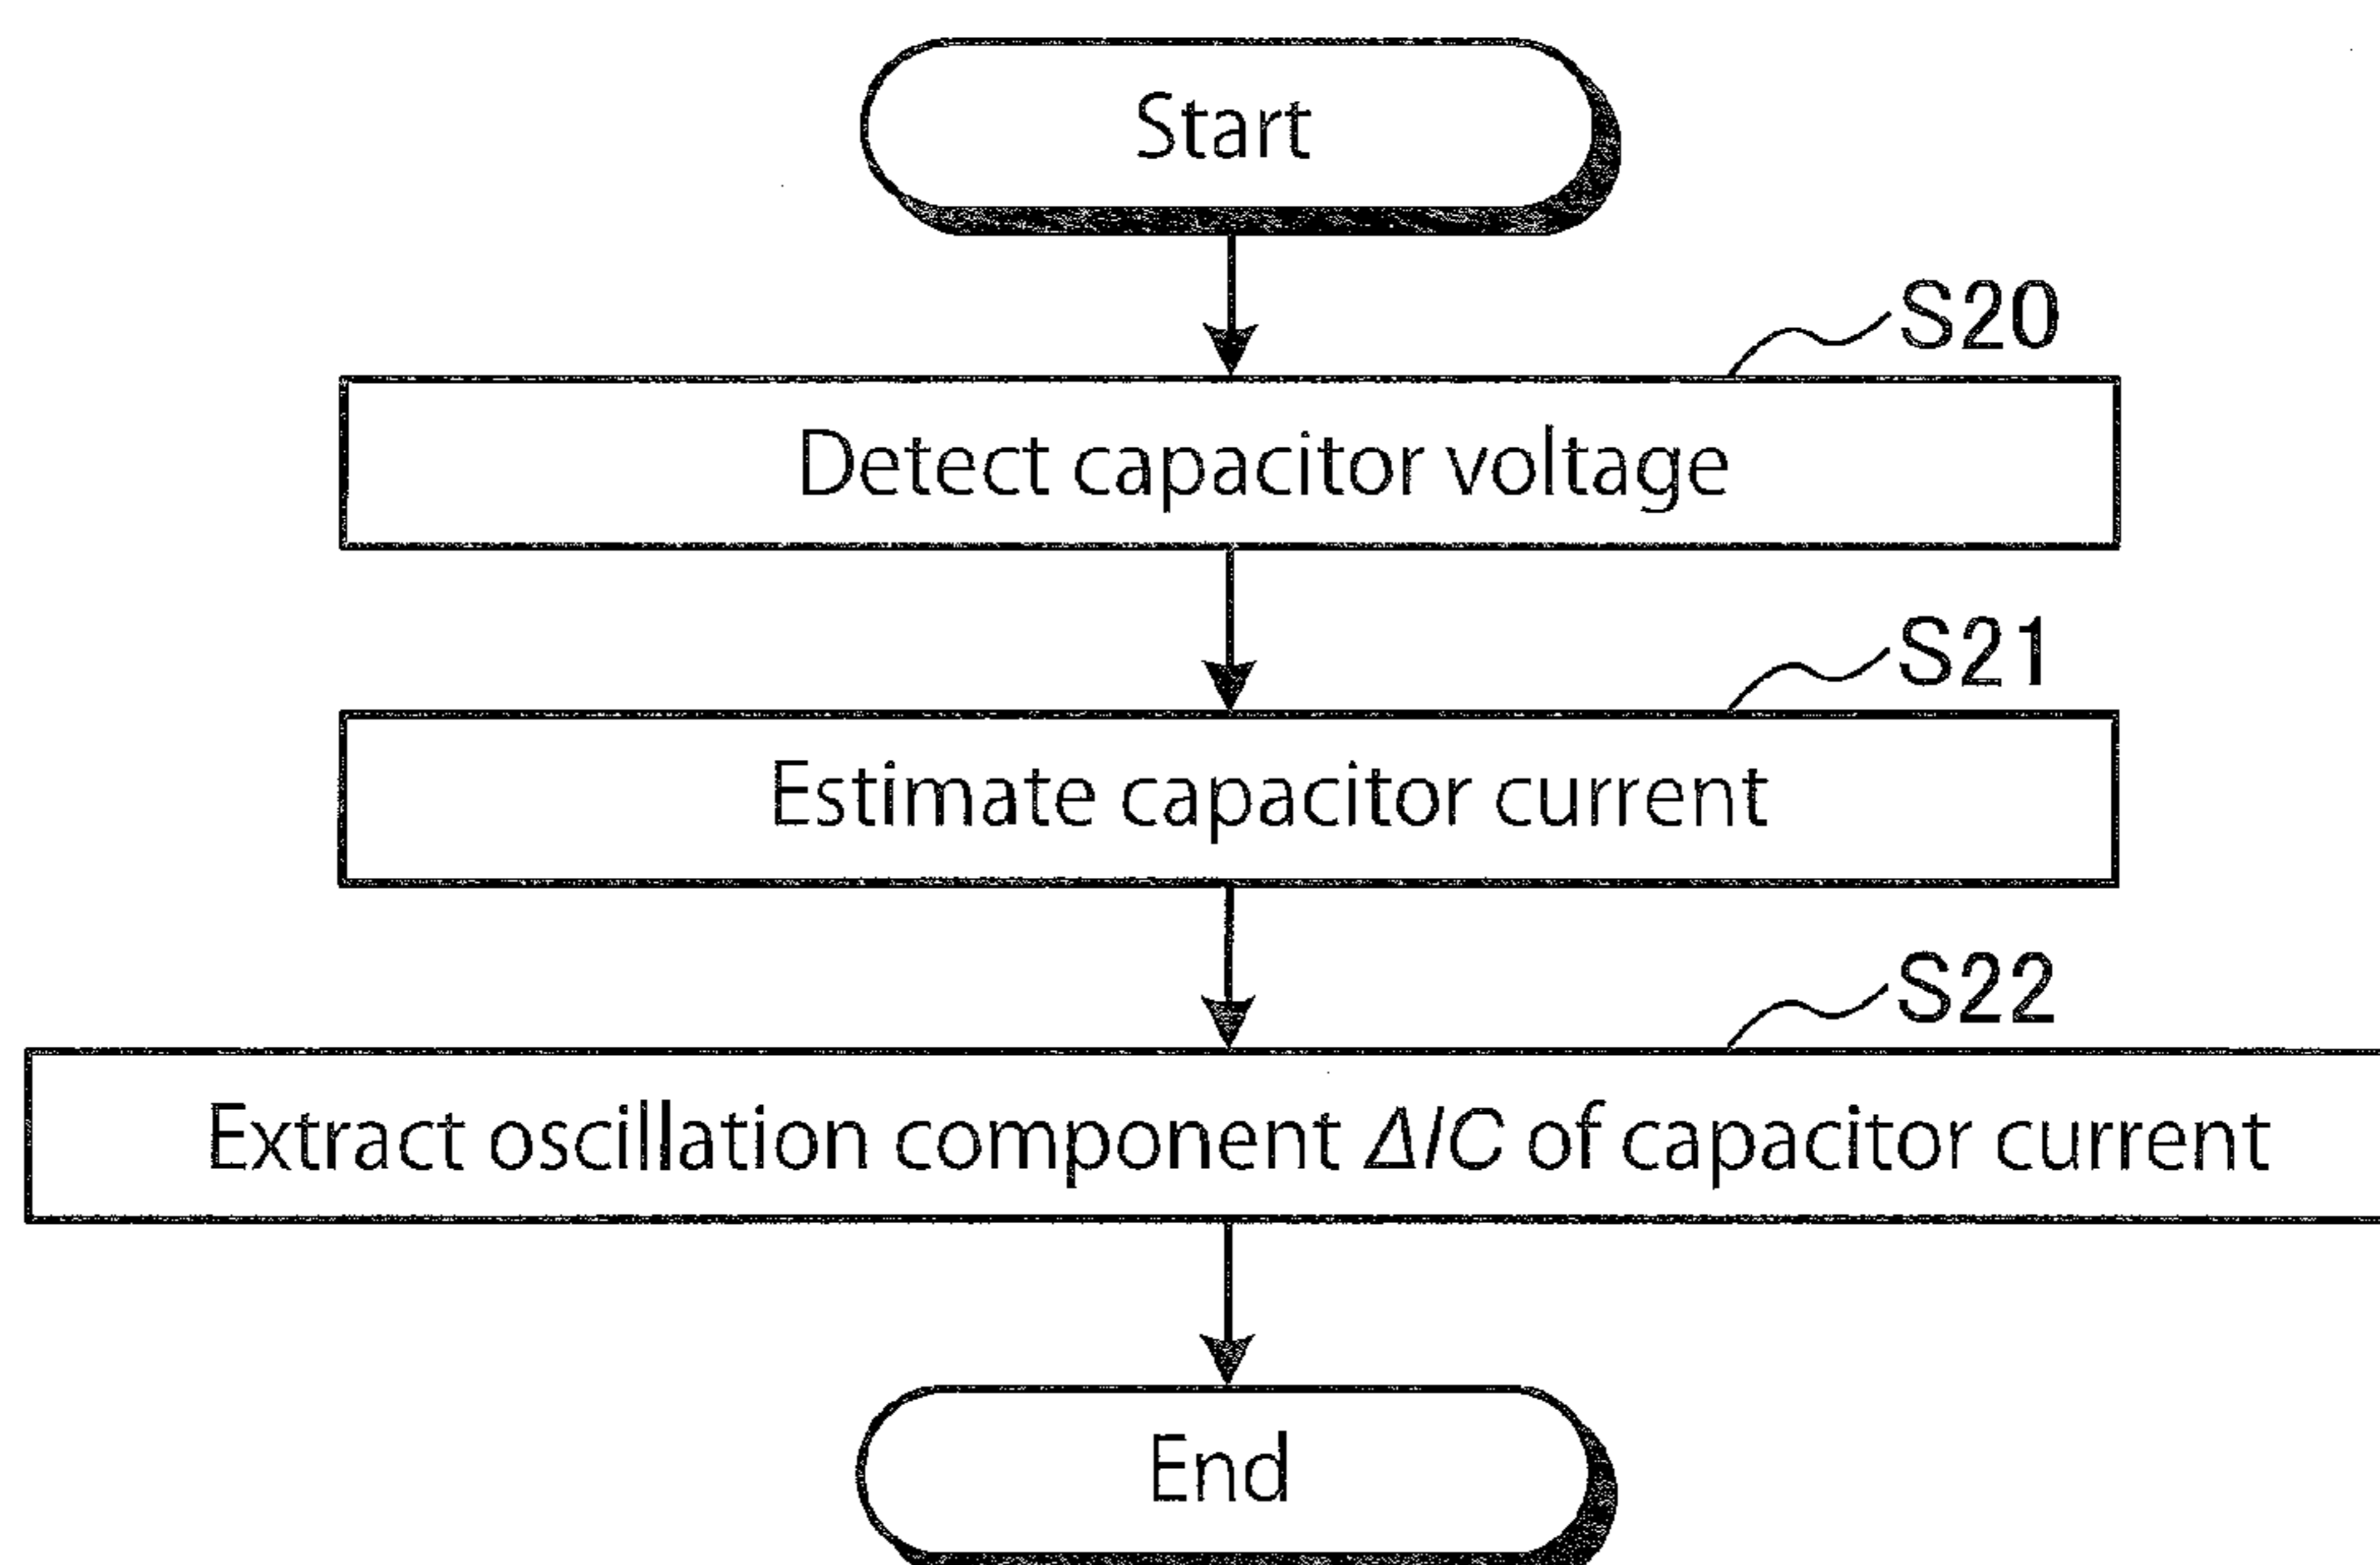 Start
S20
Detect capacitor voltage
S21
Estimate capacitor current
S22
Extract oscillation component ΔIC of capacitor current
End